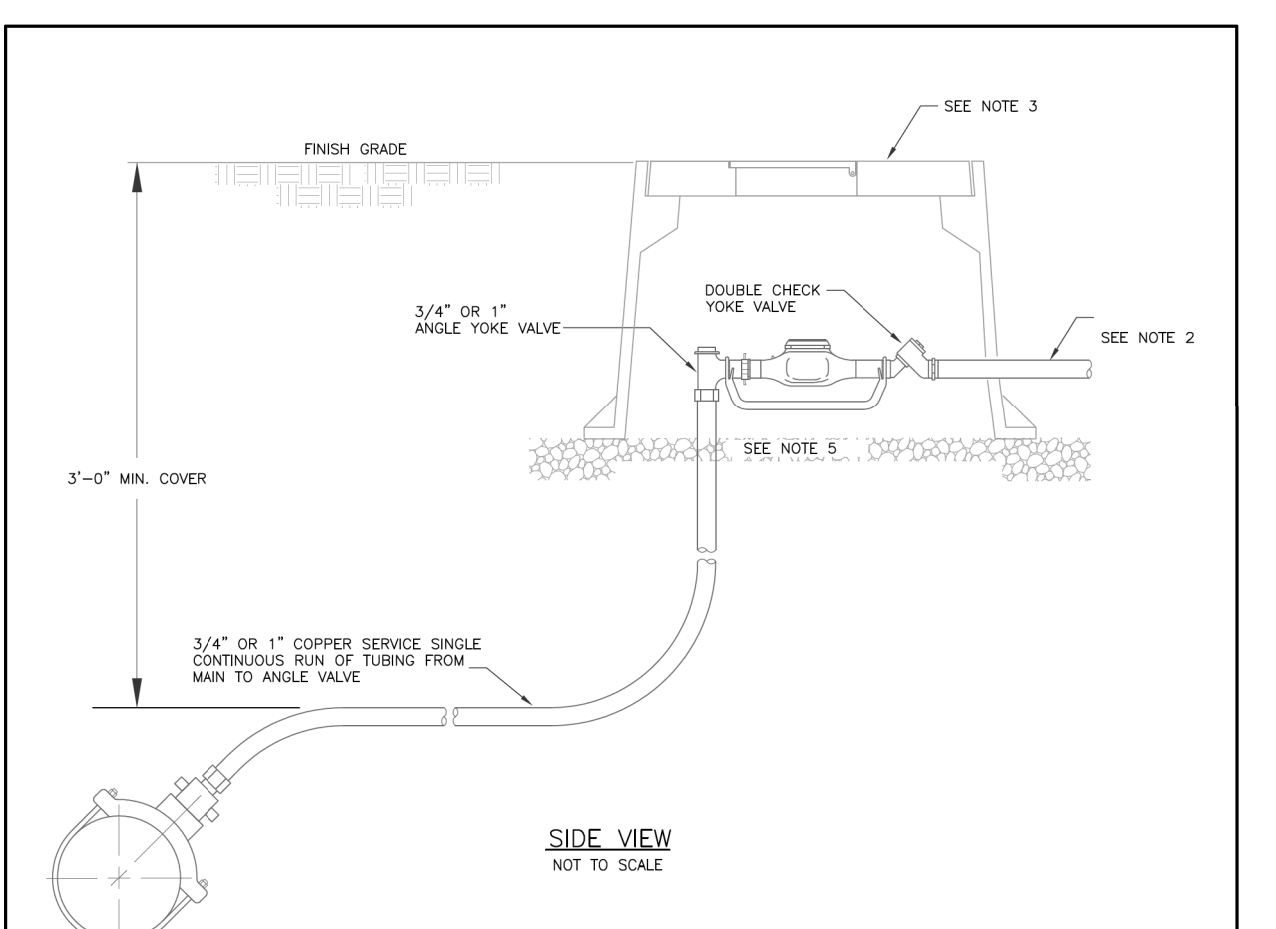 SEE NOTE 3
FINISH GRADE
DOUBLE CHECK
YOKE VALVE
3/4” OR 1”
ANGLE YOKE VALVE
SEE NOTE 2
SEE NOTE 5
3’–0” MIN. COVER
3/4” OR 1” COPPER SERVICE SINGLE
CONTINUOUS RUN OF TUBING FROM
MAIN TO ANGLE VALVE
SIDE VIEW
NOT TO SCALE